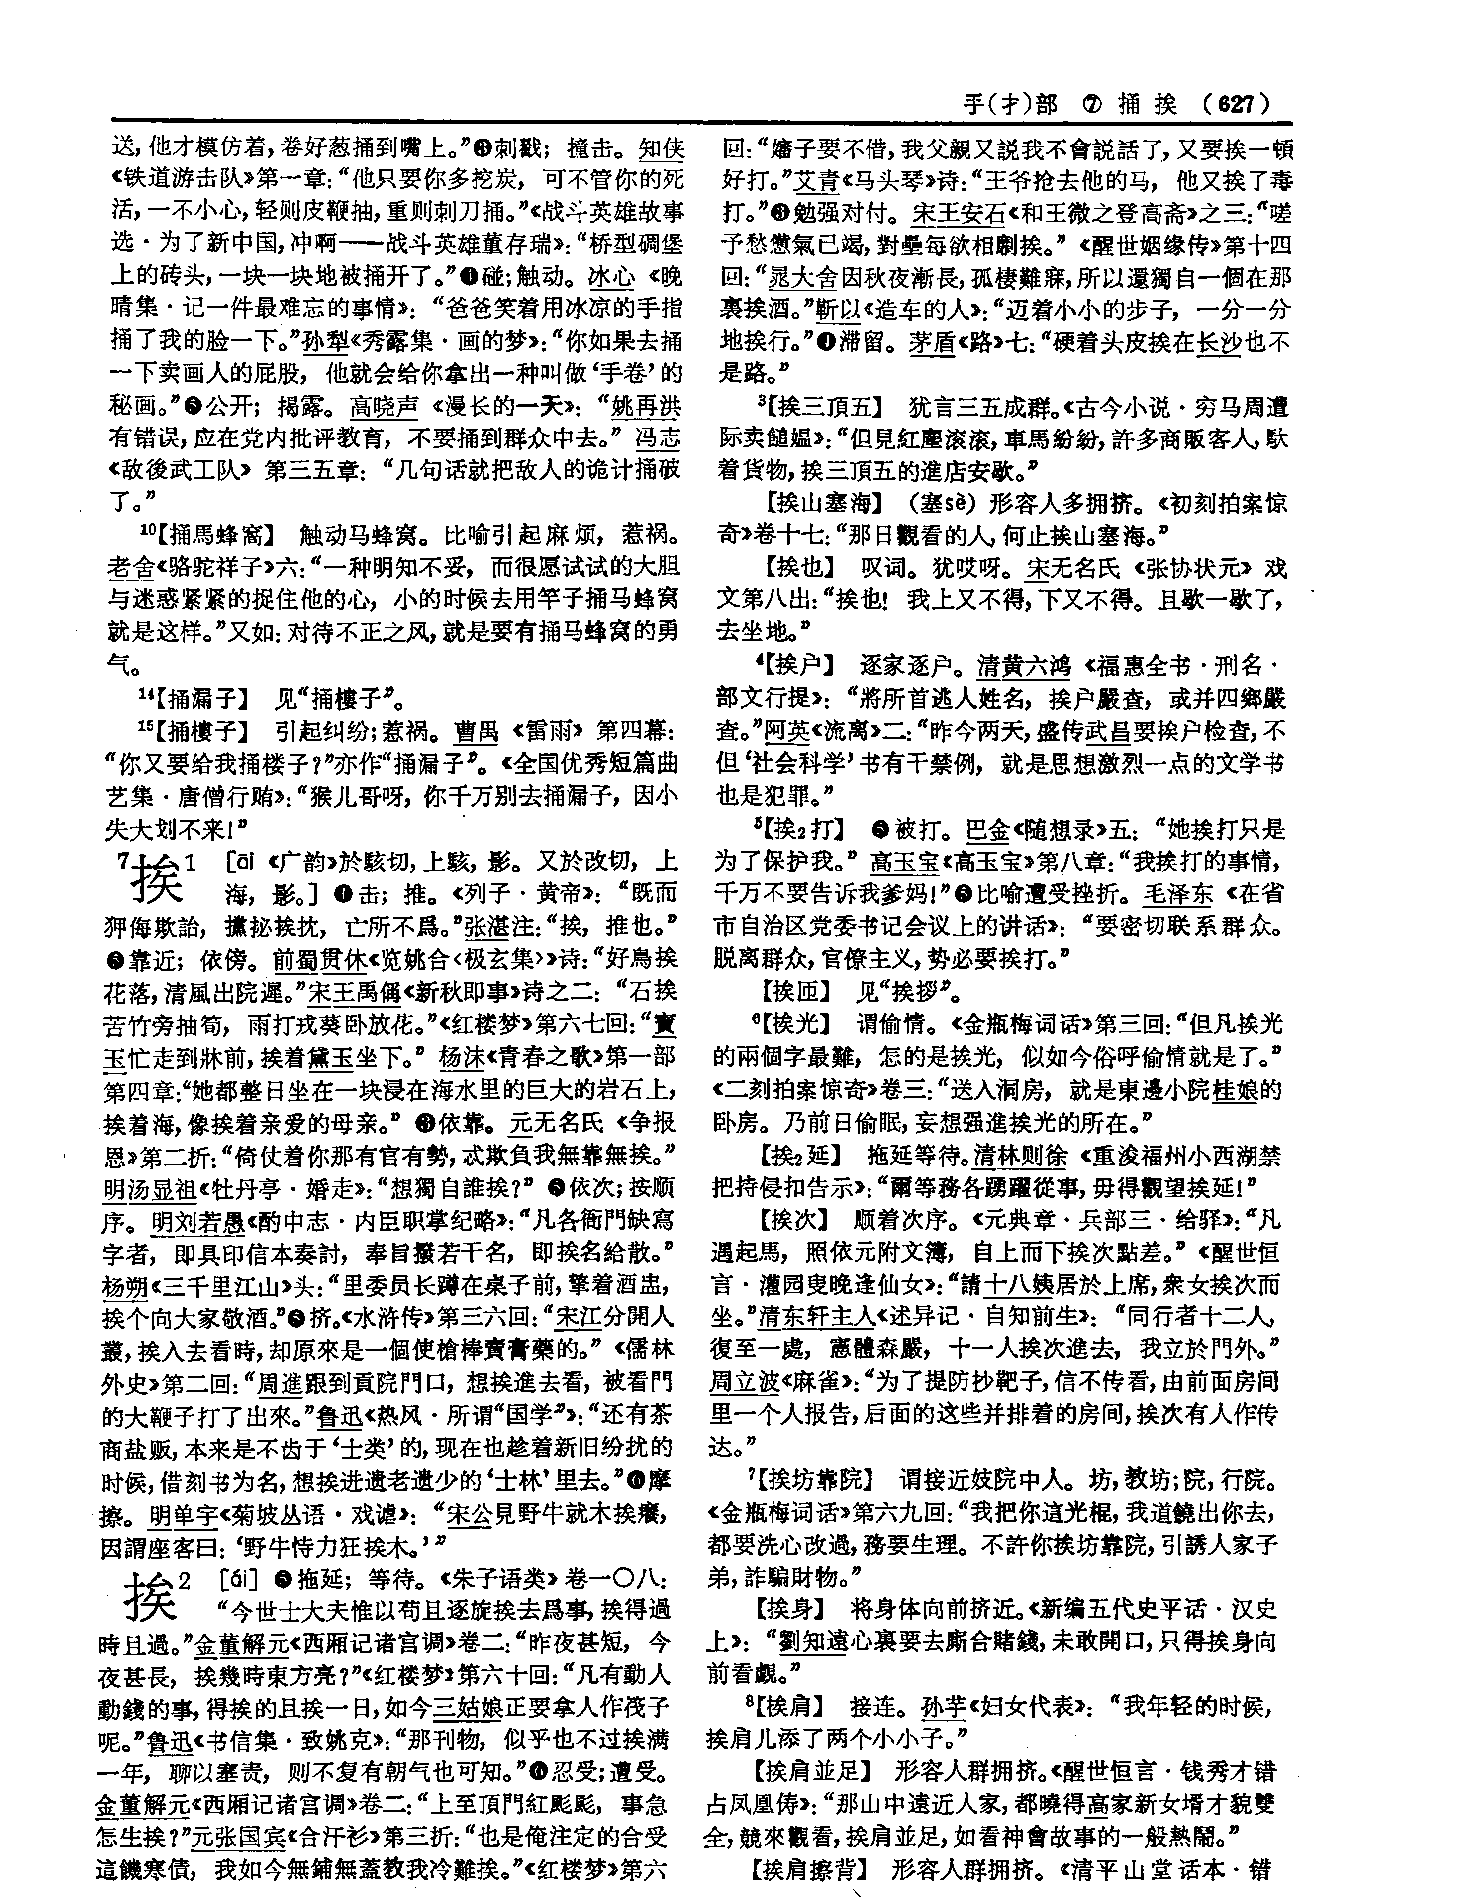 手(扌)部 ⑦ 捅 挨 (627)
送,他才模仿着,卷好葱捅到嘴上。”❸刺戳;撞击。知侠
《铁道游击队》第一章:“他只要你多挖炭,可不管你的死
活,一不小心,轻则皮鞭抽,重则刺刀捅。”《战斗英雄故事
选·为了新中国,冲啊——战斗英雄董存瑞》:“桥型碉堡
上的砖头,一块一块地被捅开了。”❹碰;触动。冰心《晚
晴集·记一件最难忘的事情》:“爸爸笑着用冰凉的手指
捅了我的脸一下。”孙犁《秀露集·画的梦》:“你如果去捅
一下卖画人的屁股,他就会给你拿出一种叫做‘手卷’的
秘画。”❺公开;揭露。高晓声《漫长的一天》:“姚再洪
有错误,应在党内批评教育,不要捅到群众中去。”冯志
《敌後武工队》第三五章:“几句话就把敌人的诡计捅破
了。”
10【捅馬蜂窩】 触动马蜂窝。比喻引起麻烦,惹祸。
老舍《骆驼祥子》六:“一种明知不妥,而很愿试试的大胆
与迷惑紧紧的捉住他的心,小的时候去用竿子捅马蜂窝
就是这样。”又如:对待不正之风,就是要有捅马蜂窝的勇
气。
14【捅漏子】 见“捅樓子”。
15【捅樓子】 引起纠纷;惹祸。曹禺《雷雨》第四幕:
“你又要给我捅楼子?”亦作“捅漏子”。《全国优秀短篇曲
艺集·唐僧行贿》:“猴儿哥呀,你千万别去捅漏子,因小
失大划不来!”
7挨1 [āi 《广韵》於駭切,上駭,影。又於改切,上
海,影。]❶击;推。《列子·黄帝》:“既而
狎侮欺詒,攩㧙挨抌,亡所不爲。”张湛注:“挨,推也。”
❷靠近;依傍。前蜀贯休《览姚合〈极玄集〉》诗:“好鳥挨
花落,清風出院遲。”宋王禹偁《新秋即事》诗之二:“石挨
苦竹旁抽筍,雨打戎葵卧放花。”《红楼梦》第六七回:“寶
玉忙走到牀前,挨着黛玉坐下。”杨沫《青春之歌》第一部
第四章:“她都整日坐在一块浸在海水里的巨大的岩石上,
挨着海,像挨着亲爱的母亲。”❸依靠。元无名氏《争报
恩》第二折:“倚仗着你那有官有勢,忒欺負我無靠無挨。”
明汤显祖《牡丹亭·婚走》:“想獨自誰挨?”❹依次;按顺
序。明刘若愚《酌中志·内臣职掌纪略》:“凡各衙門缺寫
字者,即具印信本奏討,奉旨撥若干名,即挨名給散。”
杨朔《三千里江山》头:“里委员长蹲在桌子前,擎着酒盅,
挨个向大家敬酒。”❺挤。《水浒传》第三六回:“宋江分開人
叢,挨入去看時,却原來是一個使槍棒賣膏藥的。”《儒林
外史》第二回:“周進跟到貢院門口,想挨進去看,被看門
的大鞭子打了出來。”鲁迅《热风·所谓“国学”》:“还有茶
商盐贩,本来是不齿于‘士类’的,现在也趁着新旧纷扰的
时候,借刻书为名,想挨进遗老遗少的‘士林’里去。”❻摩
擦。明单宇《菊坡丛语·戏谑》:“宋公見野牛就木挨癢,
因謂座客曰:‘野牛恃力狂挨木。’”
挨2 [ái]❶拖延;等待。《朱子语类》卷一〇八:
“今世士大夫惟以苟且逐旋挨去爲事,挨得過
時且過。”金董解元《西厢记诸宫调》卷二:“昨夜甚短,今
夜甚長,挨幾時東方亮?”《红楼梦》第六十回:“凡有動人
動錢的事,得挨的且挨一日,如今三姑娘正要拿人作筏子
呢。”鲁迅《书信集·致姚克》:“那刊物,似乎也不过挨满
一年,聊以塞责,则不复有朝气也可知。”❷忍受;遭受。
金董解元《西厢记诸宫调》卷二:“上至頂門紅彪彪,事急
怎生挨?”元张国宾《合汗衫》第三折:“也是俺注定的合受
這饑寒債,我如今無鋪無蓋教我冷難挨。”《红楼梦》第六
回:“嬸子要不借,我父親又説我不會説話了,又要挨一頓
好打。”艾青《马头琴》诗:“王爷抢去他的马,他又挨了毒
打。”❸勉强对付。宋王安石《和王微之登高斋》之三:“嗟
予愁憊氣已竭,對壘每欲相劘挨。”《醒世姻缘传》第十四
回:“晁大舍因秋夜漸長,孤棲難寐,所以還獨自一個在那
裏挨酒。”靳以《造车的人》:“迈着小小的步子,一分一分
地挨行。”❹滞留。茅盾《路》七:“硬着头皮挨在长沙也不
是路。”
3【挨三頂五】 犹言三五成群。《古今小说·穷马周遭
际卖䭔媪》:“但見紅塵滚滚,車馬紛紛,許多商販客人,馱
着貨物,挨三頂五的進店安歇。”
【挨山塞海】 (塞sè)形容人多拥挤。《初刻拍案惊
奇》卷十七:“那日觀看的人,何止挨山塞海。”
【挨也】 叹词。犹哎呀。宋无名氏《张协状元》戏
文第八出:“挨也!我上又不得,下又不得。且歇一歇了,
去坐地。”
4【挨户】 逐家逐户。清黄六鸿《福惠全书·刑名·
部文行提》:“將所首逃人姓名,挨户嚴查,或并四鄉嚴
查。”阿英《流离》二:“昨今两天,盛传武昌要挨户检查,不
但‘社会科学’书有干禁例,就是思想激烈一点的文学书
也是犯罪。”
5【挨2打】 ❶被打。巴金《随想录》五:“她挨打只是
为了保护我。”高玉宝《高玉宝》第八章:“我挨打的事情,
千万不要告诉我爹妈!”❷比喻遭受挫折。毛泽东《在省
市自治区党委书记会议上的讲话》:“要密切联系群众。
脱离群众,官僚主义,势必要挨打。”
【挨匝】 见“挨拶”。
6【挨光】 谓偷情。《金瓶梅词话》第三回:“但凡挨光
的兩個字最難,怎的是挨光,似如今俗呼偷情就是了。”
《二刻拍案惊奇》卷三:“送入洞房,就是東邊小院桂娘的
卧房。乃前日偷眠,妄想强進挨光的所在。”
【挨2延】 拖延等待。清林则徐《重浚福州小西湖禁
把持侵扣告示》:“爾等務各踴躍從事,毋得觀望挨延!”
【挨次】 顺着次序。《元典章·兵部三·给驿》:“凡
遇起馬,照依元附文簿,自上而下挨次點差。”《醒世恒
言·灌园叟晚逢仙女》:“請十八姨居於上席,衆女挨次而
坐。”清东轩主人《述异记·自知前生》:“同行者十二人,
復至一處,憲體森嚴,十一人挨次進去,我立於門外。”
周立波《麻雀》:“为了提防抄靶子,信不传看,由前面房间
里一个人报告,后面的这些并排着的房间,挨次有人作传
达。”
7【挨坊靠院】 谓接近妓院中人。坊,教坊;院,行院。
《金瓶梅词话》第六九回:“我把你這光棍,我道饒出你去,
都要洗心改過,務要生理。不許你挨坊靠院,引誘人家子
弟,詐騙財物。”
【挨身】 将身体向前挤近。《新编五代史平话·汉史
上》:“劉知遠心裏要去廝合賭錢,未敢開口,只得挨身向
前看覷。”
8【挨肩】 接连。孙芋《妇女代表》:“我年轻的时候,
挨肩儿添了两个小小子。”
【挨肩並足】 形容人群拥挤。《醒世恒言·钱秀才错
占凤凰俦》:“那山中遠近人家,都曉得高家新女壻才貌雙
全,競來觀看,挨肩並足,如看神會故事的一般熱鬧。”
【挨肩擦背】 形容人群拥挤。《清平山堂话本·错